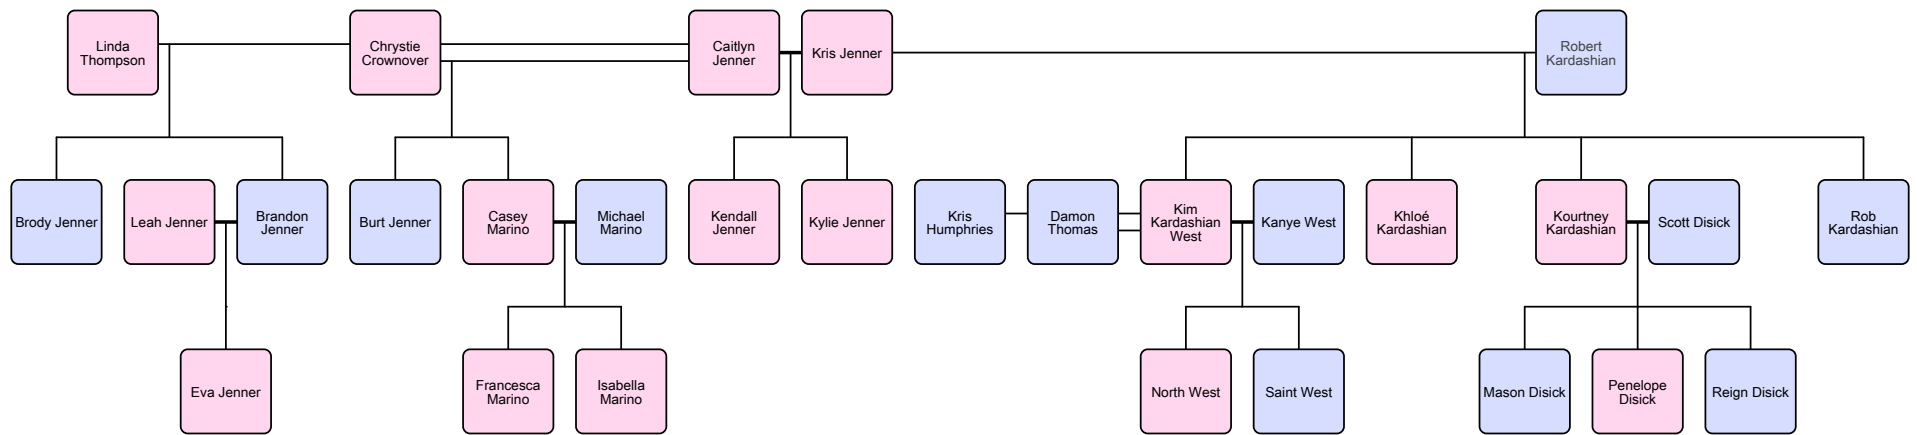 Linda
Thompson
Chrystie
Crownover
Caitlyn
Jenner
Kris Jenner
Robert
Kardashian
Brody Jenner
Leah Jenner
Brandon
Jenner
Burt Jenner
Casey
Marino
Michael
Marino
Kendall
Jenner
Kylie Jenner
Kris
Humphries
Damon
Thomas
Kim
Kardashian
West
Kanye West
Khloé
Kardashian
Kourtney
Kardashian
Scott Disick
Rob
Kardashian
Eva Jenner
Francesca
Marino
Isabella
Marino
North West
Saint West
Mason Disick
Penelope
Disick
Reign Disick